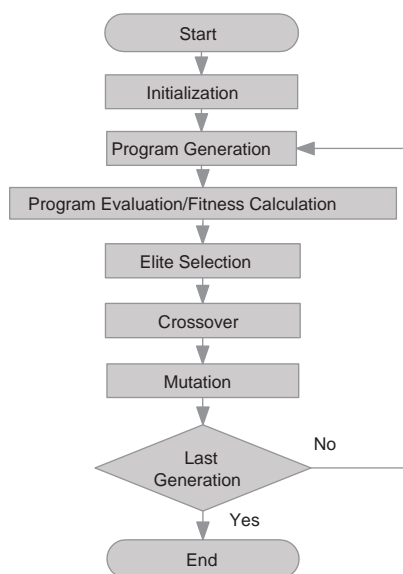 Start
Initialization
Program Generation
Program Evaluation/Fitness Calculation
Elite Selection
Crossover
Mutation
Last
Generation
No
Yes
End